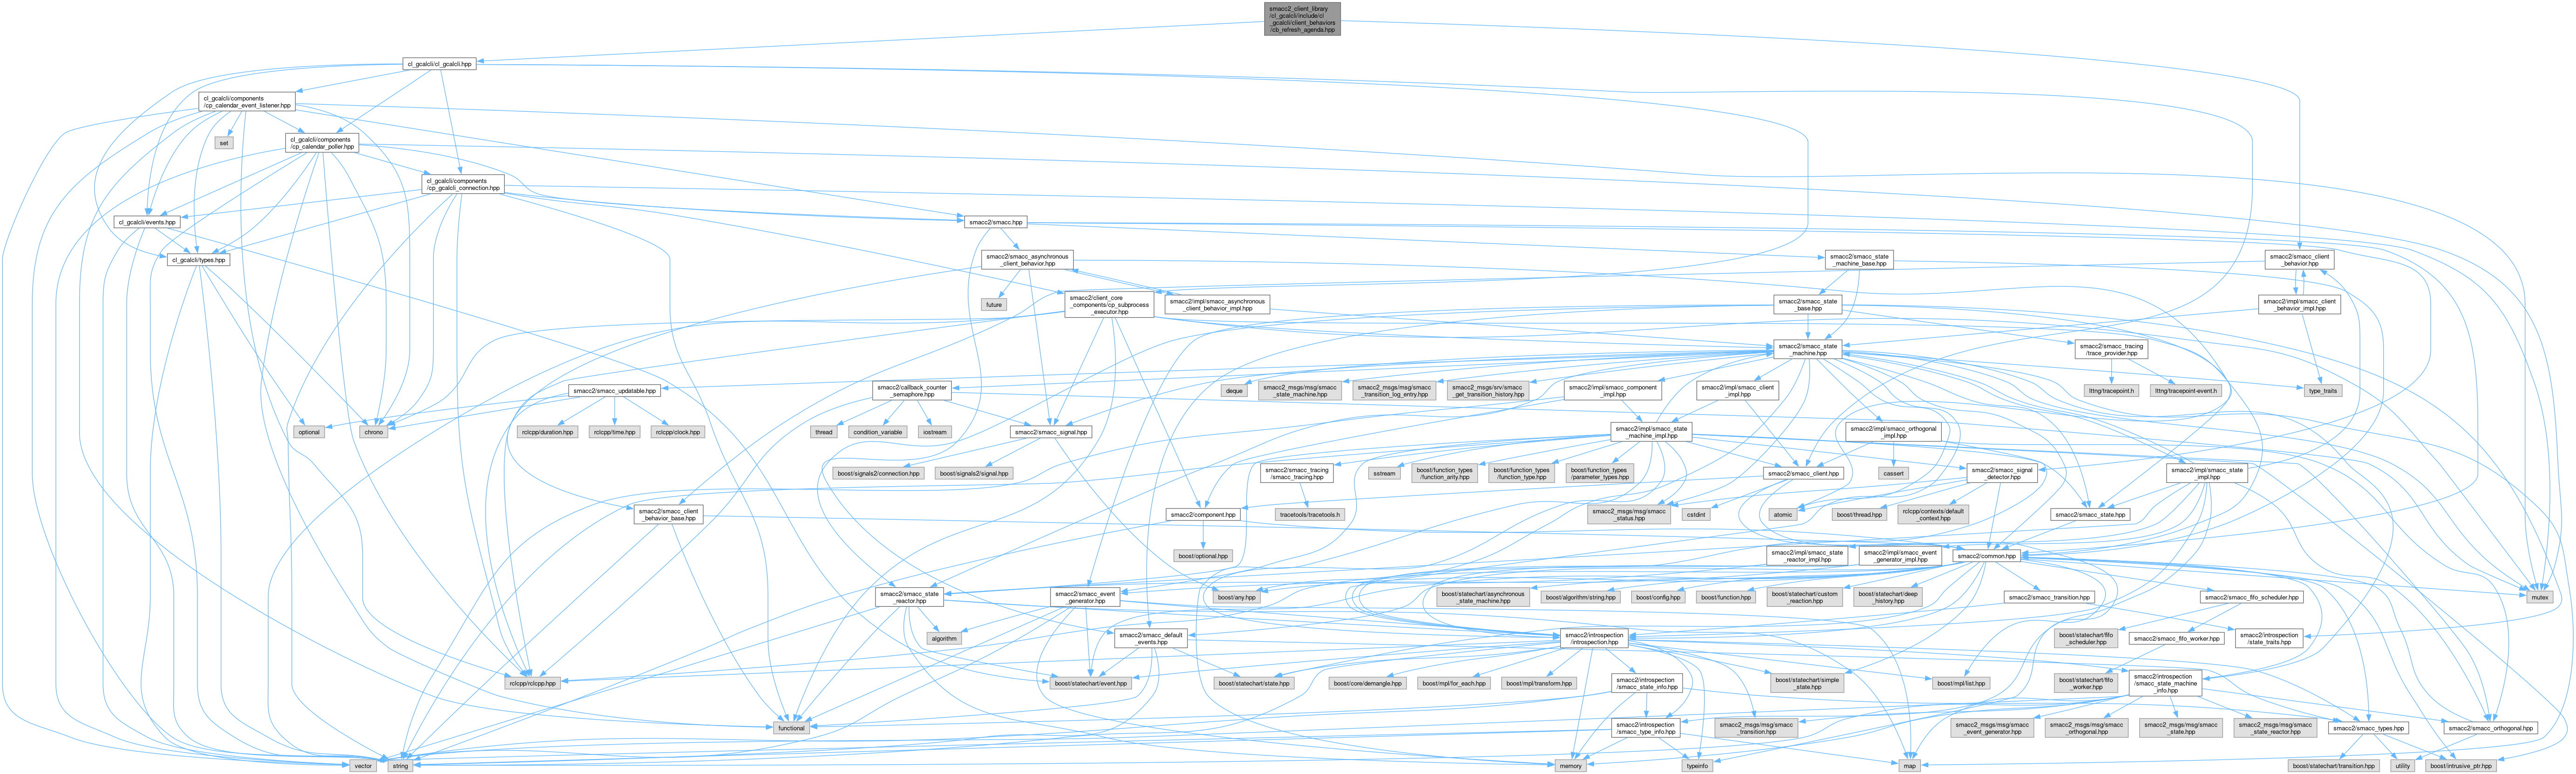 smacc2_client_library
/cl_gcalcli/include/cl
_gcalcli/client_behaviors
/cb_refresh_agenda.hpp
cl_gcalcli/cl_gcalcli.hpp
cl_gcalcli/components
/cp_calendar_event_listener.hpp
set
cl_gcalcli/components
/cp_calendar_poller.hpp
cl_gcalcli/components
/cp_gcalcli_connection.hpp
cl_gcalcli/events.hpp
smacc2/smacc.hpp
cl_gcalcli/types.hpp
smacc2/smacc_asynchronous
_client_behavior.hpp
smacc2/smacc_state
_machine_base.hpp
smacc2/smacc_client
_behavior.hpp
future
smacc2/client_core
_components/cp_subprocess
_executor.hpp
smacc2/impl/smacc_asynchronous
_client_behavior_impl.hpp
smacc2/smacc_state
_base.hpp
smacc2/impl/smacc_client
_behavior_impl.hpp
smacc2/smacc_state
_machine.hpp
smacc2/smacc_tracing
/trace_provider.hpp
smacc2/smacc_updatable.hpp
smacc2/callback_counter
_semaphore.hpp
deque
smacc2_msgs/msg/smacc
_state_machine.hpp
smacc2_msgs/msg/smacc
_transition_log_entry.hpp
smacc2_msgs/srv/smacc
_get_transition_history.hpp
smacc2/impl/smacc_component
_impl.hpp
smacc2/impl/smacc_client
_impl.hpp
lttng/tracepoint.h
lttng/tracepoint-event.h
type_traits
optional
chrono
rclcpp/duration.hpp
rclcpp/time.hpp
rclcpp/clock.hpp
thread
condition_variable
iostream
smacc2/smacc_signal.hpp
smacc2/impl/smacc_state
_machine_impl.hpp
smacc2/impl/smacc_orthogonal
_impl.hpp
boost/signals2/connection.hpp
boost/signals2/signal.hpp
smacc2/smacc_tracing
/smacc_tracing.hpp
sstream
boost/function_types
/function_arity.hpp
boost/function_types
/function_type.hpp
boost/function_types
/parameter_types.hpp
smacc2/smacc_client.hpp
cassert
smacc2/smacc_signal
_detector.hpp
smacc2/impl/smacc_state
_impl.hpp
smacc2/smacc_client
_behavior_base.hpp
smacc2/component.hpp
tracetools/tracetools.h
smacc2_msgs/msg/smacc
_status.hpp
cstdint
atomic
boost/thread.hpp
rclcpp/contexts/default
_context.hpp
smacc2/smacc_state.hpp
boost/optional.hpp
smacc2/impl/smacc_state
_reactor_impl.hpp
smacc2/impl/smacc_event
_generator_impl.hpp
smacc2/common.hpp
smacc2/smacc_state
_reactor.hpp
smacc2/smacc_event
_generator.hpp
boost/any.hpp
boost/statechart/asynchronous
_state_machine.hpp
boost/algorithm/string.hpp
boost/config.hpp
boost/function.hpp
boost/statechart/custom
_reaction.hpp
boost/statechart/deep
_history.hpp
smacc2/smacc_transition.hpp
smacc2/smacc_fifo_scheduler.hpp
mutex
algorithm
smacc2/smacc_default
_events.hpp
smacc2/introspection
/introspection.hpp
boost/statechart/fifo
_scheduler.hpp
smacc2/smacc_fifo_worker.hpp
smacc2/introspection
/state_traits.hpp
rclcpp/rclcpp.hpp
boost/statechart/event.hpp
boost/statechart/state.hpp
boost/core/demangle.hpp
boost/mpl/for_each.hpp
boost/mpl/transform.hpp
smacc2/introspection
/smacc_state_info.hpp
boost/statechart/simple
_state.hpp
boost/mpl/list.hpp
boost/statechart/fifo
_worker.hpp
smacc2/introspection
/smacc_state_machine
_info.hpp
functional
smacc2/introspection
/smacc_type_info.hpp
smacc2_msgs/msg/smacc
_transition.hpp
smacc2_msgs/msg/smacc
_event_generator.hpp
smacc2_msgs/msg/smacc
_orthogonal.hpp
smacc2_msgs/msg/smacc
_state.hpp
smacc2_msgs/msg/smacc
_state_reactor.hpp
smacc2/smacc_types.hpp
smacc2/smacc_orthogonal.hpp
vector
string
memory
typeinfo
map
boost/statechart/transition.hpp
utility
boost/intrusive_ptr.hpp